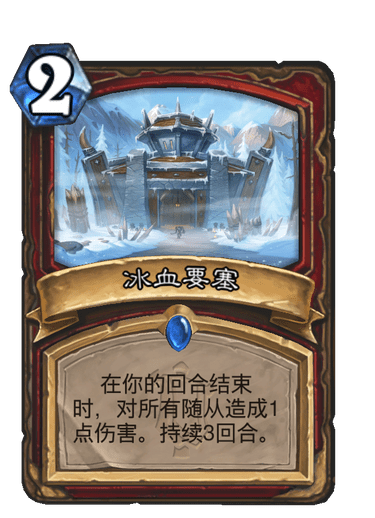 2
冰血要塞
在你的回合结束
时，对所有随从造成1
点伤害。持续3回合。